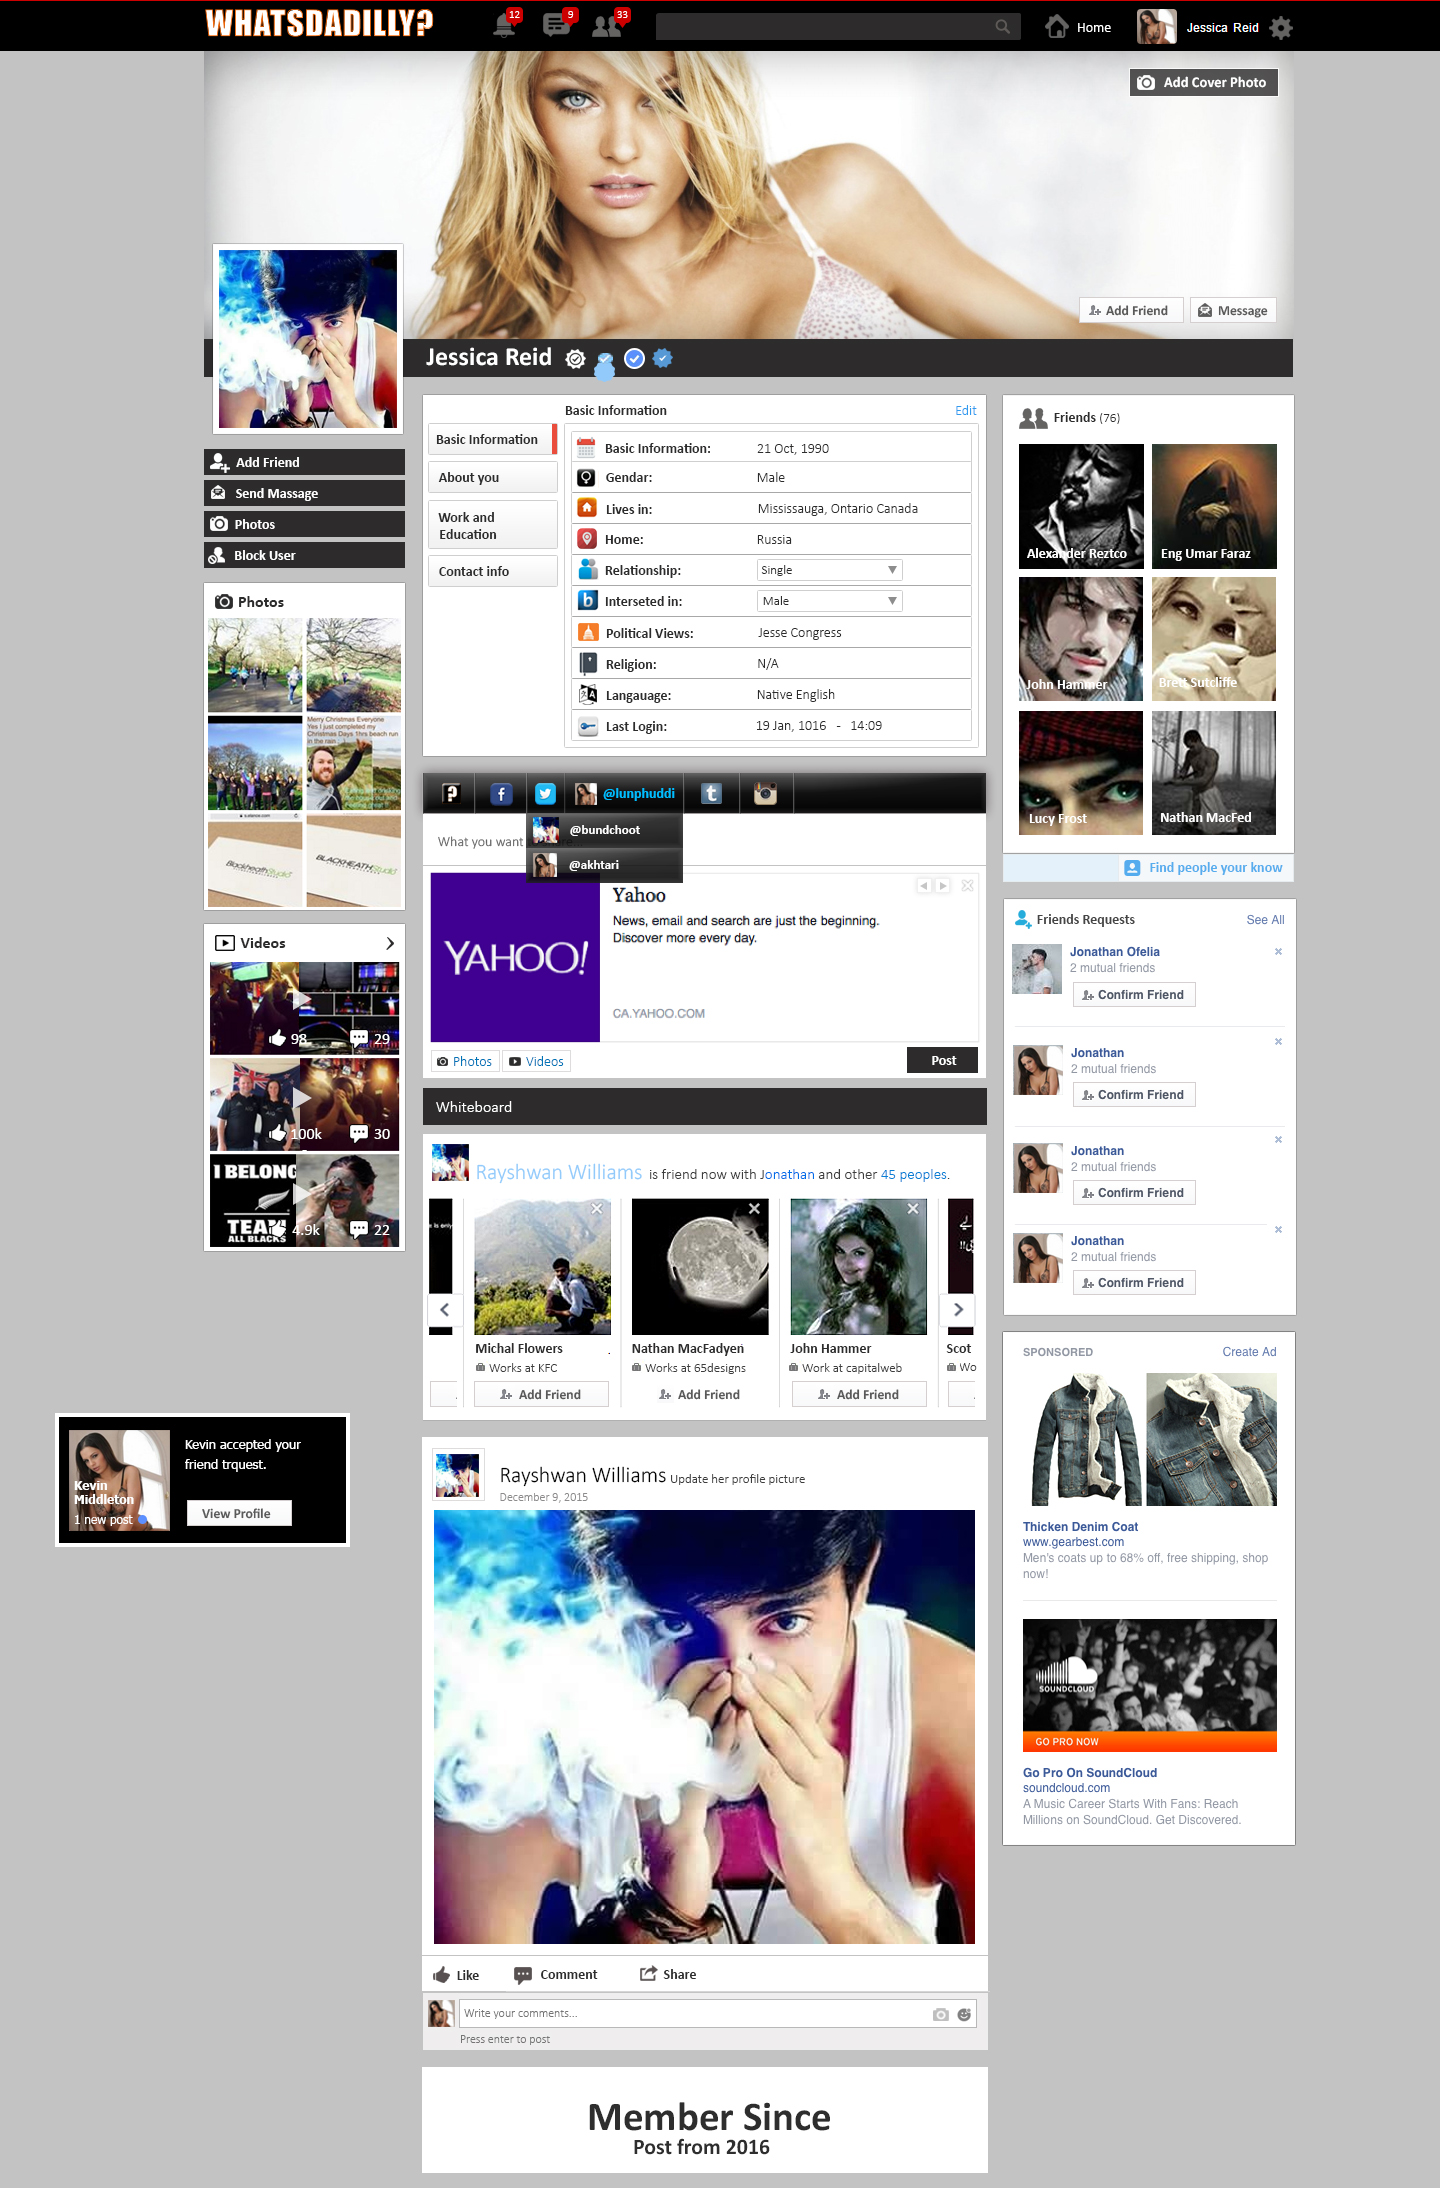 WHATSDADILLY?
12
9
33
Home
Jessica Reid
Add Cover Photo
Add Friend
Message
Jessica Reid
Add Friend
Send Massage
Photos
Block User
Photos
Merry Christmas Everyone
Yes I just completed my
Christmas Days 1hrs beach run
in the rain
BlackheathStudio
BLACKHEATHStudio
Videos
98
29
100k
30
I BELONG
TEAM
ALL BLACKS
4.9k
22
Basic Information
Edit
Basic Information
About you
Work and
Education
Contact info
Basic Information: 21 Oct, 1990
Gendar: Male
Lives in: Mississauga, Ontario Canada
Home: Russia
Relationship: Single
Interseted in: Male
Political Views: Jesse Congress
Religion: N/A
Langauage: Native English
Last Login: 19 Jan, 1016 - 14:09
@lunphuddi
@bundchoot
@akhtari
What you want
YAHOO!
Yahoo
News, email and search are just the beginning.
Discover more every day.
CA.YAHOO.COM
Photos
Videos
Post
Whiteboard
Rayshwan Williams is friend now with Jonathan and other 45 peoples.
Michal Flowers
Works at KFC
Add Friend
Nathan MacFadyen
Works at 65designs
Add Friend
John Hammer
Work at capitalweb
Add Friend
Scot
Wo
Rayshwan Williams Update her profile picture
December 9, 2015
Like
Comment
Share
Write your comments...
Press enter to post
Member Since
Post from 2016
Friends (76)
Alexander Reztco
Eng Umar Faraz
John Hammer
Brett Sutcliffe
Lucy Frost
Nathan MacFed
Find people your know
Friends Requests
See All
Jonathan Ofelia
2 mutual friends
Confirm Friend
Jonathan
2 mutual friends
Confirm Friend
Jonathan
2 mutual friends
Confirm Friend
Jonathan
2 mutual friends
Confirm Friend
SPONSORED
Create Ad
Thicken Denim Coat
www.gearbest.com
Men's coats up to 68% off, free shipping, shop
now!
SOUNDCLOUD
GO PRO NOW
Go Pro On SoundCloud
soundcloud.com
A Music Career Starts With Fans: Reach
Millions on SoundCloud. Get Discovered.
Kevin accepted your
friend trquest.
Kevin
Middleton
1 new post
View Profile